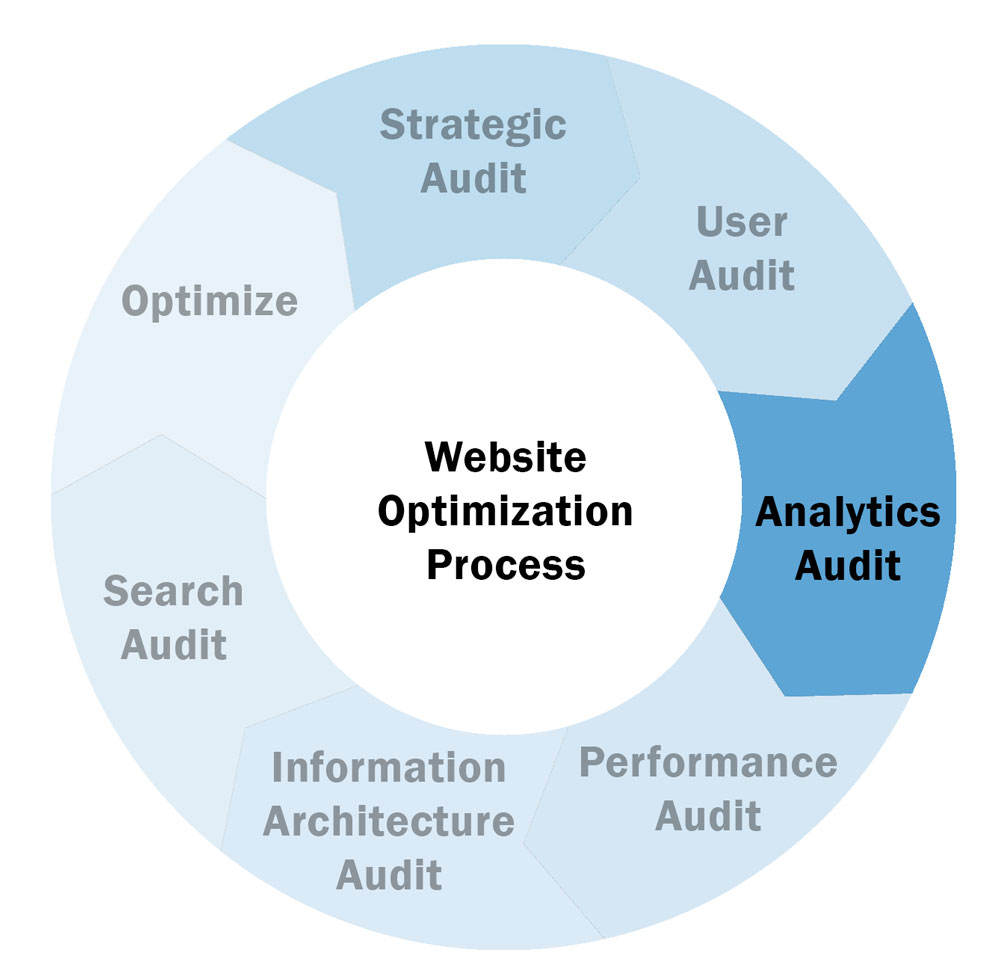 Strategic
Audit
User
Audit
Analytics
Audit
Performance
Audit
Information
Architecture
Audit
Search
Audit
Optimize
Website
Optimization
Process